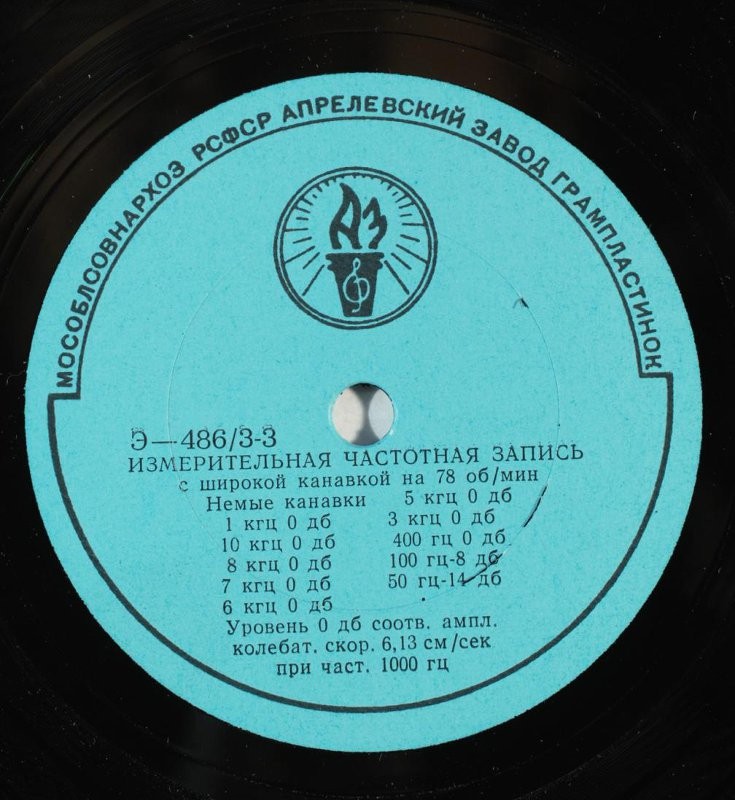 МОСОБЛСОВНАРХОЗ РСФСР АПРЕЛЕВСКИЙ ЗАВОД ГРАМПЛАСТИНОК
АЗ
Э—486/3-3
ИЗМЕРИТЕЛЬНАЯ ЧАСТОТНАЯ ЗАПИСЬ
с широкой канавкой на 78 об/мин
Немые канавки 5 кгц 0 дб
1 кгц 0 дб 3 кгц 0 дб
10 кгц 0 дб 400 гц 0 дб
8 кгц 0 дб 100 гц-8 дб
7 кгц 0 дб 50 гц-14 дб
6 кгц 0 дб
Уровень 0 дб соотв. ампл.
колебат. скор. 6,13 см/сек
при част. 1000 гц